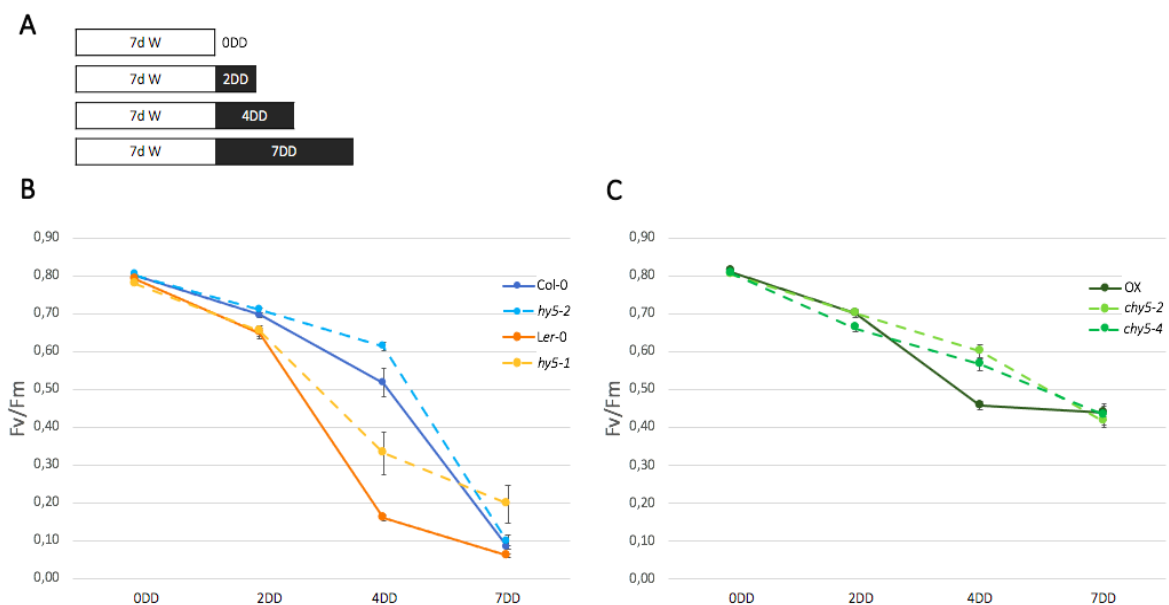 A
7d W 0DD
7d W 2DD
7d W 4DD
7d W 7DD
B
Fv/Fm
0,90
0,80
0,70
0,60
0,50
0,40
0,30
0,20
0,10
0,00
0DD 2DD 4DD 7DD
Col-0
hy5-2
Ler-0
hy5-1
C
Fv/Fm
0,90
0,80
0,70
0,60
0,50
0,40
0,30
0,20
0,10
0,00
0DD 2DD 4DD 7DD
OX
chy5-2
chy5-4